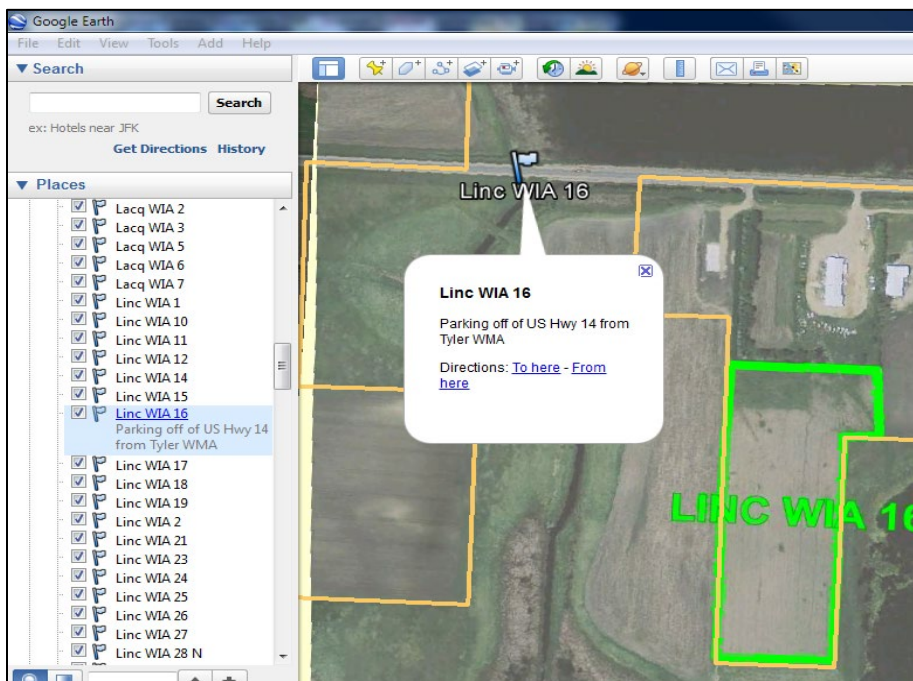 Google Earth
File Edit View Tools Add Help
Search
Search
ex: Hotels near JFK
Get Directions History
Places
Lacq WIA 2
Lacq WIA 3
Lacq WIA 5
Lacq WIA 6
Lacq WIA 7
Linc WIA 1
Linc WIA 10
Linc WIA 11
Linc WIA 12
Linc WIA 14
Linc WIA 15
Linc WIA 16
Parking off of US Hwy 14
from Tyler WMA
Linc WIA 17
Linc WIA 18
Linc WIA 19
Linc WIA 2
Linc WIA 21
Linc WIA 23
Linc WIA 24
Linc WIA 25
Linc WIA 26
Linc WIA 27
Linc WIA 28 N
Linc WIA 16
Linc WIA 16
Parking off of US Hwy 14 from
Tyler WMA
Directions: To here - From
here
LINC WIA 16